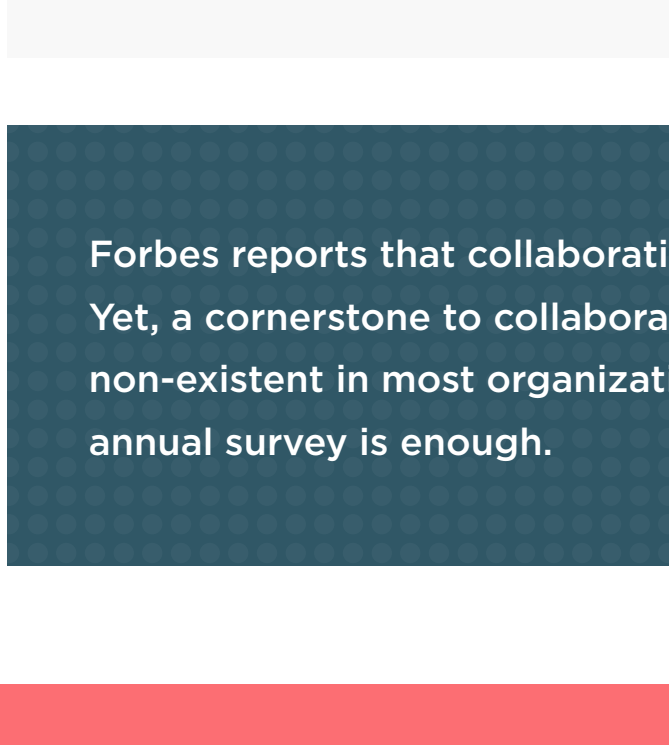 Forbes reports that collaborati
Yet, a cornerstone to collabora
non-existent in most organizat
annual survey is enough.